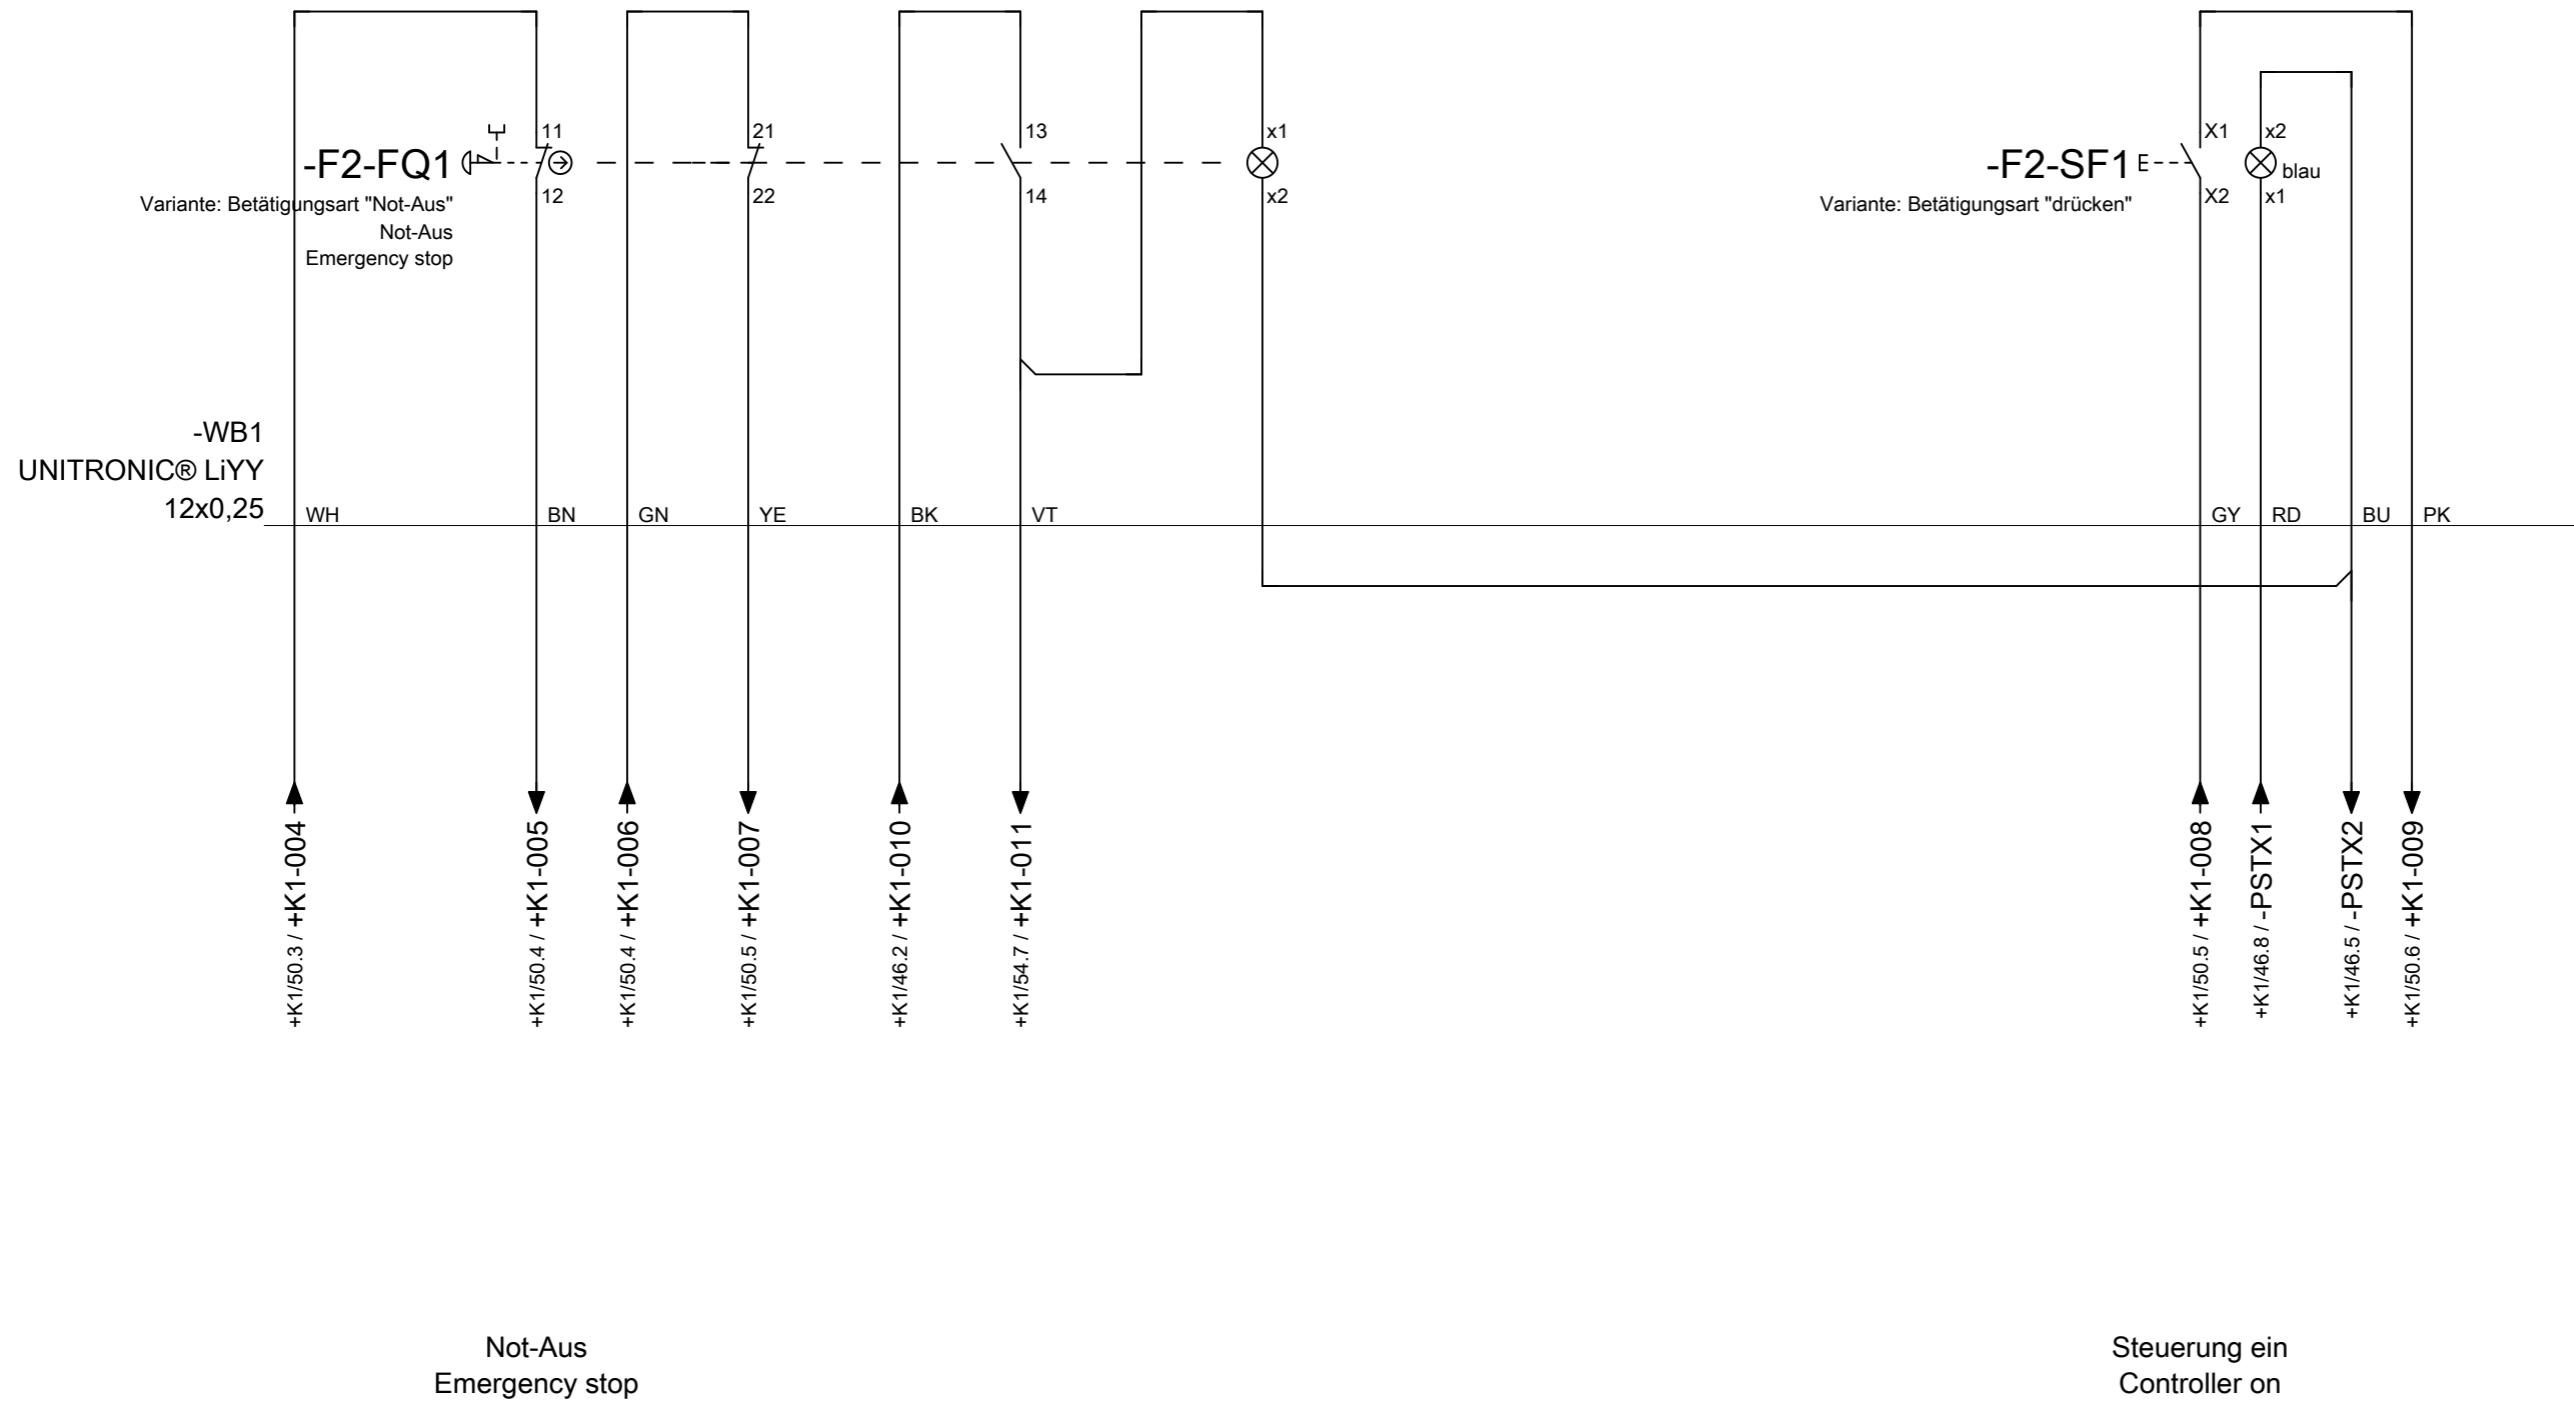 11
21
13
x1
X1
x2
-F2-FQ1
-F2-SF1
E
blau
12
22
14
x2
X2
x1
Variante: Betätigungsart "Not-Aus"
Variante: Betätigungsart "drücken"
Not-Aus
Emergency stop
-WB1
UNITRONIC® LiYY
12x0,25
WH
BN
GN
YE
BK
VT
GY
RD
BU
PK
+K1/50.3 / +K1-004
+K1/50.4 / +K1-005
+K1/50.4 / +K1-006
+K1/50.5 / +K1-007
+K1/46.2 / +K1-010
+K1/54.7 / +K1-011
+K1/50.5 / +K1-008
+K1/46.8 / -PSTX1
+K1/46.5 / -PSTX2
+K1/50.6 / +K1-009
Not-Aus
Emergency stop
Steuerung ein
Controller on